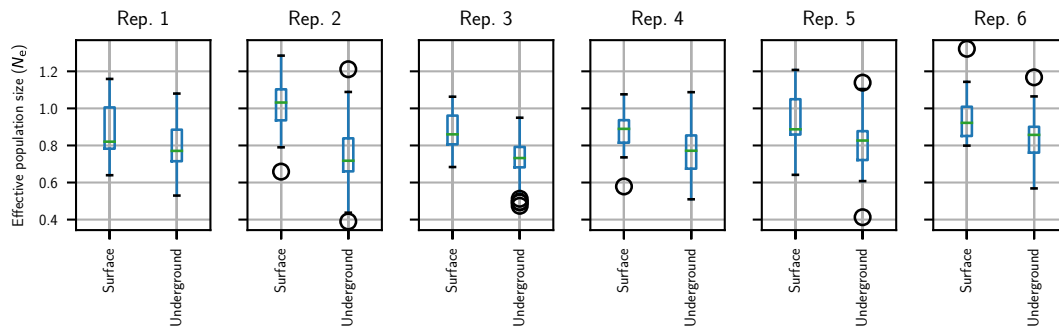 Rep. 1
Rep. 2
Rep. 3
Rep. 4
Rep. 5
Rep. 6
Effective population size (Ne)
1.2
1.0
0.8
0.6
0.4
Surface
Underground
Surface
Underground
Surface
Underground
Surface
Underground
Surface
Underground
Surface
Underground